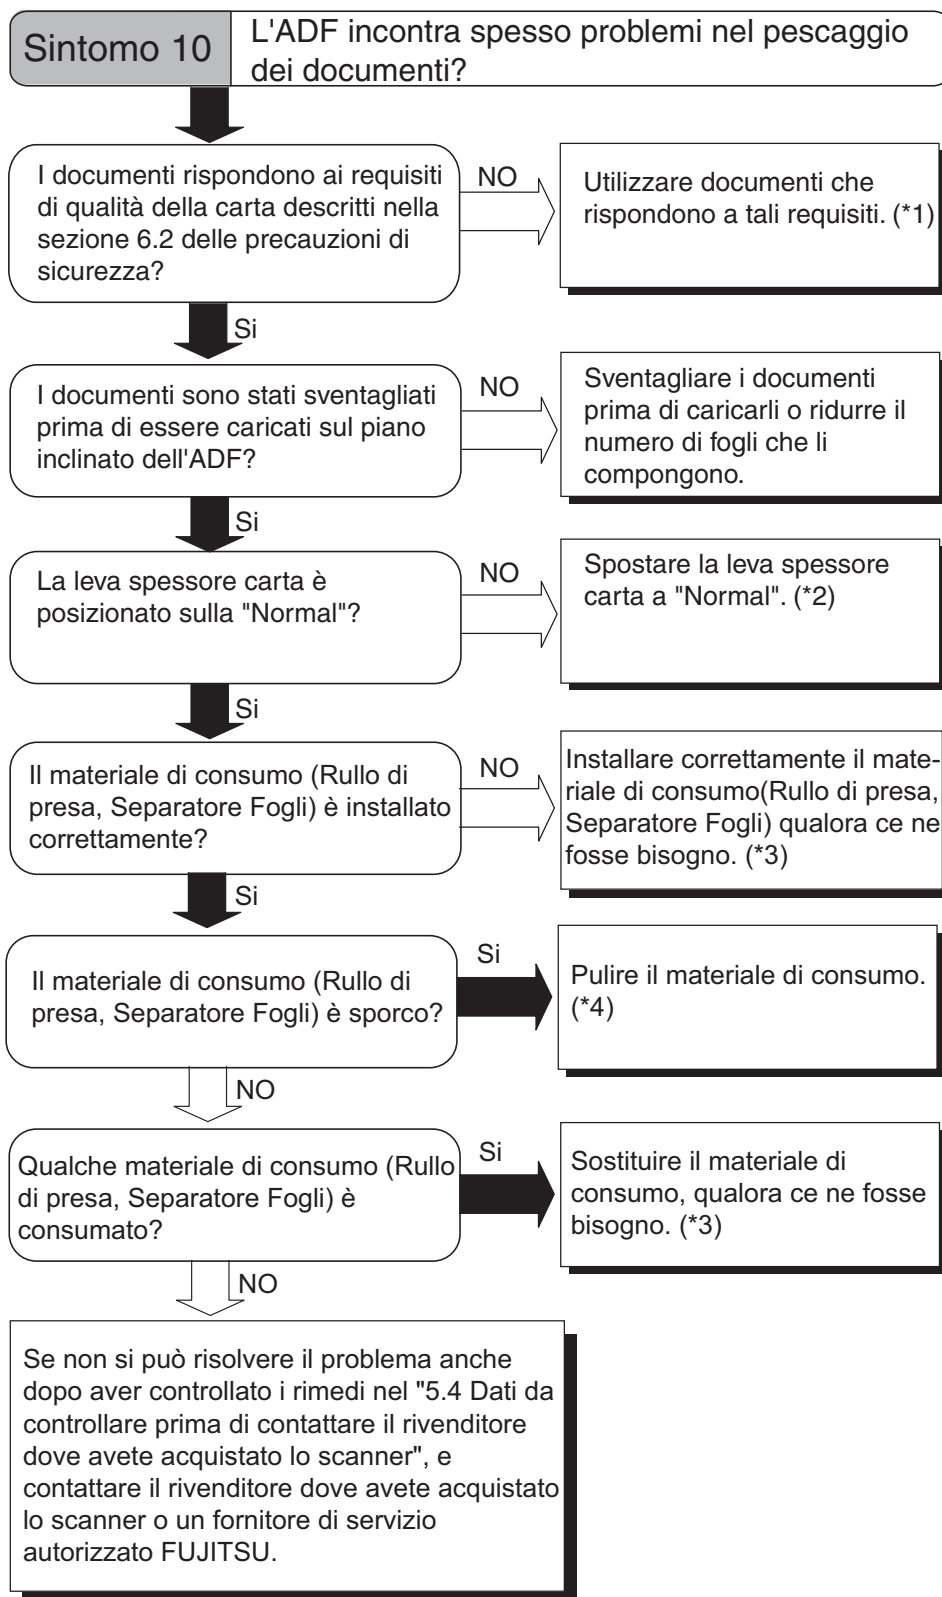 Sintomo 10
L'ADF incontra spesso problemi nel pescaggio
dei documenti?
I documenti rispondono ai requisiti
di qualità della carta descritti nella
sezione 6.2 delle precauzioni di
sicurezza?
NO
Utilizzare documenti che
rispondono a tali requisiti. (*1)
Si
I documenti sono stati sventagliati
prima di essere caricati sul piano
inclinato dell'ADF?
NO
Sventagliare i documenti
prima di caricarli o ridurre il
numero di fogli che li
compongono.
Si
La leva spessore carta è
posizionato sulla "Normal"?
NO
Spostare la leva spessore
carta a "Normal". (*2)
Si
Il materiale di consumo (Rullo di
presa, Separatore Fogli) è installato
correttamente?
NO
Installare correttamente il mate-
riale di consumo(Rullo di presa,
Separatore Fogli) qualora ce ne
fosse bisogno. (*3)
Si
Il materiale di consumo (Rullo di
presa, Separatore Fogli) è sporco?
Si
Pulire il materiale di consumo.
(*4)
NO
Qualche materiale di consumo (Rullo
di presa, Separatore Fogli) è
consumato?
Si
Sostituire il materiale di
consumo, qualora ce ne fosse
bisogno. (*3)
NO
Se non si può risolvere il problema anche
dopo aver controllato i rimedi nel "5.4 Dati da
controllare prima di contattare il rivenditore
dove avete acquistato lo scanner", e
contattare il rivenditore dove avete acquistato
lo scanner o un fornitore di servizio
autorizzato FUJITSU.